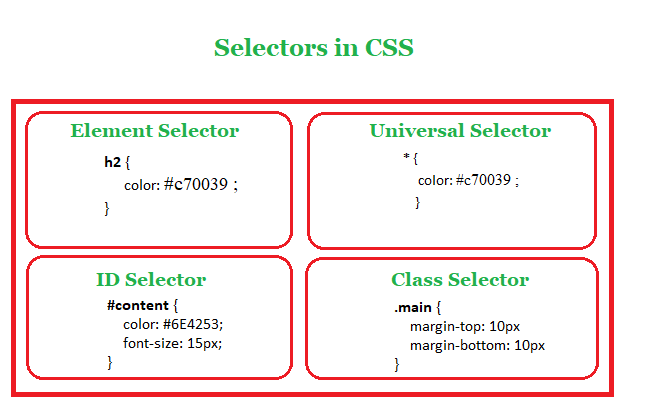 Selectors in CSS
Element Selector
h2 {
color: #c70039 ;
}
Universal Selector
* {
color: #c70039 ;
}
ID Selector
#content {
color: #6E4253;
font-size: 15px;
}
Class Selector
.main {
margin-top: 10px
margin-bottom: 10px
}